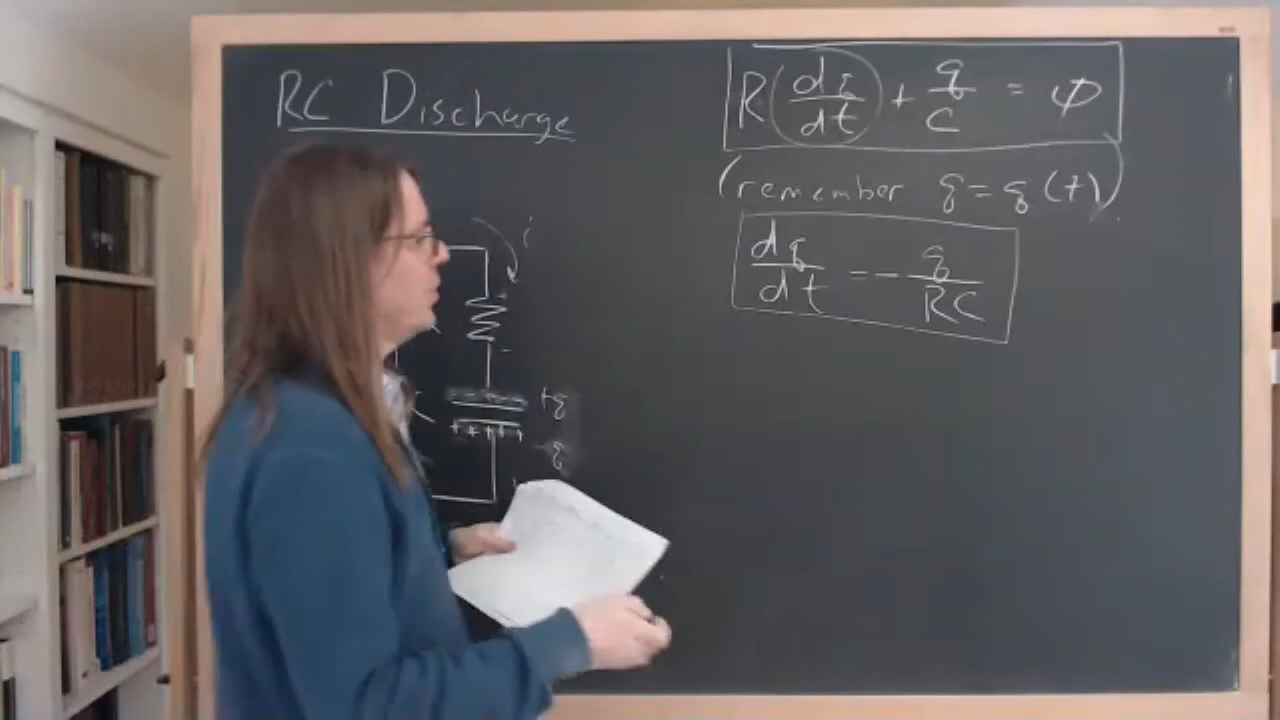 RC Discharge
R(dq/dt) + q/C = φ
(remember q = q(t))
dq/dt = - q/RC
i
+
-
- - - - -
+q
+ + + + +
-q